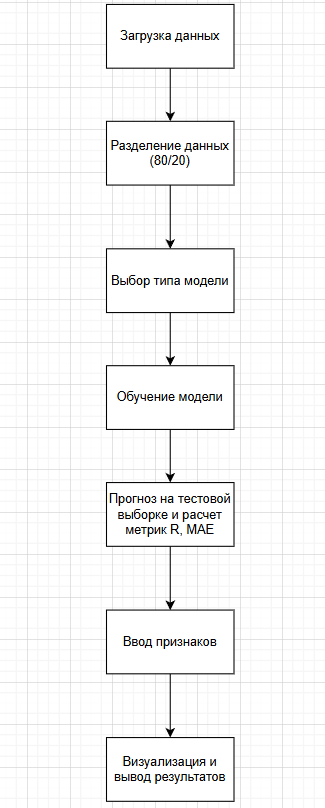 Загрузка данных
Разделение данных
(80/20)
Выбор типа модели
Обучение модели
Прогноз на тестовой
выборке и расчет
метрик R, MAE
Ввод признаков
Визуализация и
вывод результатов